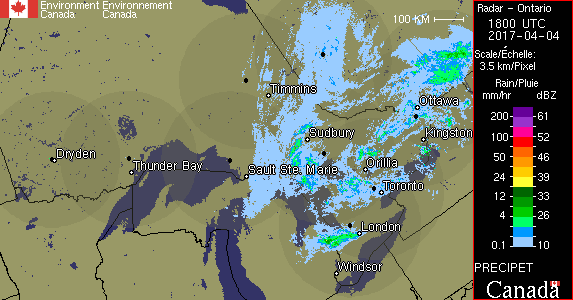 Environment Environnement
Canada Canada
100 KM
Timmins
Ottawa
Sudbury
Kingston
Dryden
Thunder Bay
Sault Ste. Marie
Orillia
Toronto
London
Windsor
Radar - Ontario
1800 UTC
2017-04-04
Scale/Échelle:
3.5 km/Pixel
Rain/Pluie
mm/hr dBZ
200 61
100 52
50 46
24 39
12 33
4 26
0.1 10
PRECIPET
Canada